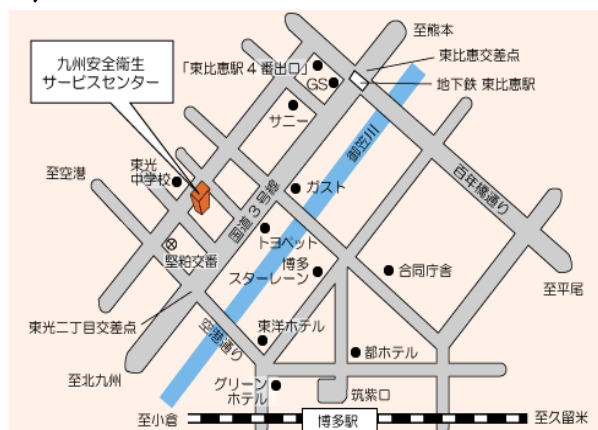 至熊本
九州安全衛生
サービスセンター
「東比恵駅4番出口」
東比恵交差点
GS
地下鉄 東比恵駅
サニー
御笠川
東光
中学校
至空港
百年橋通り
国道3号線
ガスト
トヨペット
堅粕交番
博多
スターレーン
合同庁舎
至平尾
東光二丁目交差点
空港通り
東洋ホテル
都ホテル
至北九州
グリーン
ホテル
筑紫口
至小倉
博多駅
至久留米